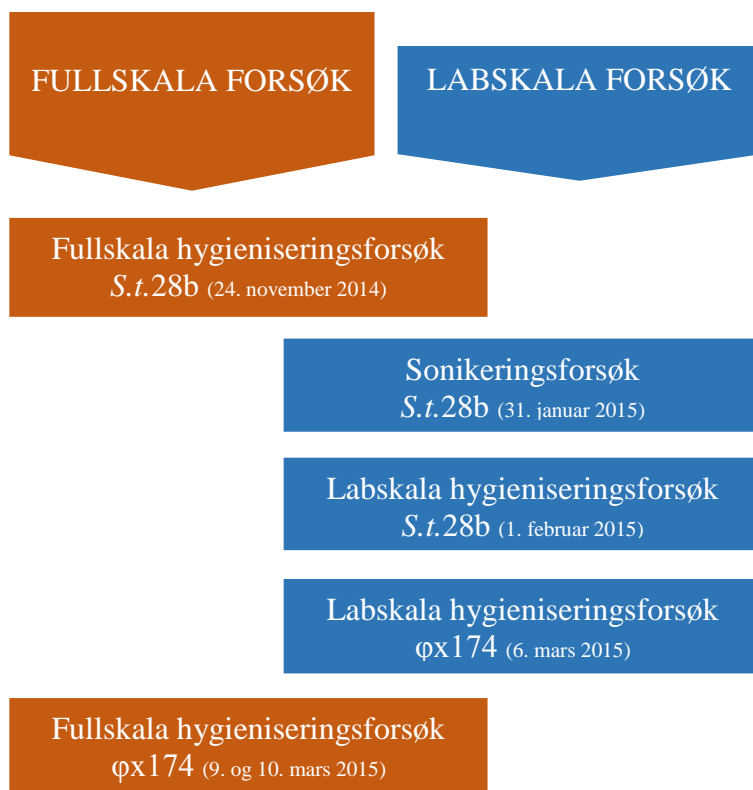 FULLSKALA FORSØK
LABSKALA FORSØK
Fullskala hygieniseringsforsøk
S.t.28b (24. november 2014)
Sonikeringsforsøk
S.t.28b (31. januar 2015)
Labskala hygieniseringsforsøk
S.t.28b (1. februar 2015)
Labskala hygieniseringsforsøk
φx174 (6. mars 2015)
Fullskala hygieniseringsforsøk
φx174 (9. og 10. mars 2015)